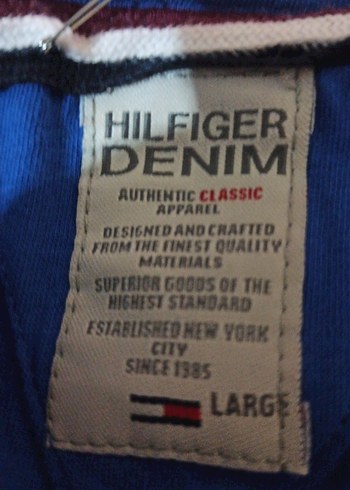 HILFIGER
DENIM
AUTHENTIC CLASSIC
APPAREL
DESIGNED AND CRAFTED
FROM THE FINEST QUALITY
MATERIALS
SUPERIOR GOODS OF THE
HIGHEST STANDARD
ESTABLISHED NEW YORK
CITY
SINCE 1985
LARGE